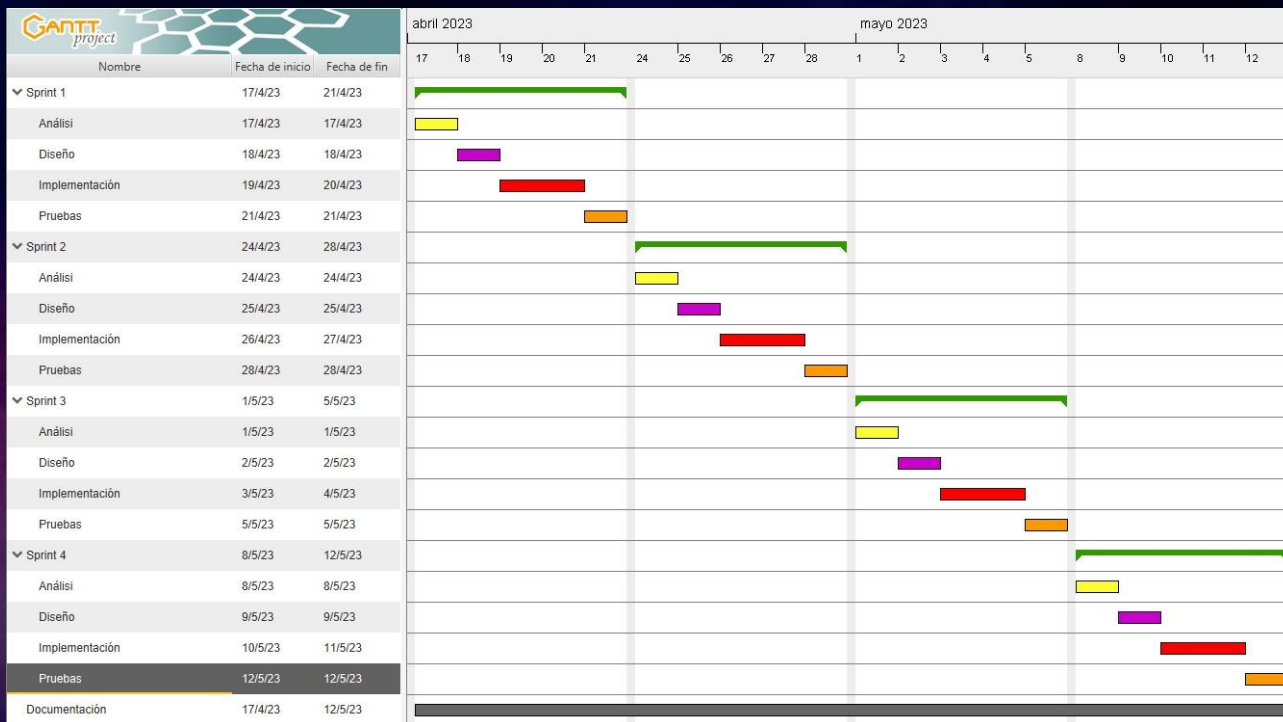 GANTT
project
abril 2023 mayo 2023
Nombre Fecha de inicio Fecha de fin
17 18 19 20 21 24 25 26 27 28 1 2 3 4 5 8 9 10 11 12
Sprint 1 17/4/23 21/4/23
Análisi 17/4/23 17/4/23
Diseño 18/4/23 18/4/23
Implementación 19/4/23 20/4/23
Pruebas 21/4/23 21/4/23
Sprint 2 24/4/23 28/4/23
Análisi 24/4/23 24/4/23
Diseño 25/4/23 25/4/23
Implementación 26/4/23 27/4/23
Pruebas 28/4/23 28/4/23
Sprint 3 1/5/23 5/5/23
Análisi 1/5/23 1/5/23
Diseño 2/5/23 2/5/23
Implementación 3/5/23 4/5/23
Pruebas 5/5/23 5/5/23
Sprint 4 8/5/23 12/5/23
Análisi 8/5/23 8/5/23
Diseño 9/5/23 9/5/23
Implementación 10/5/23 11/5/23
Pruebas 12/5/23 12/5/23
Documentación 17/4/23 12/5/23